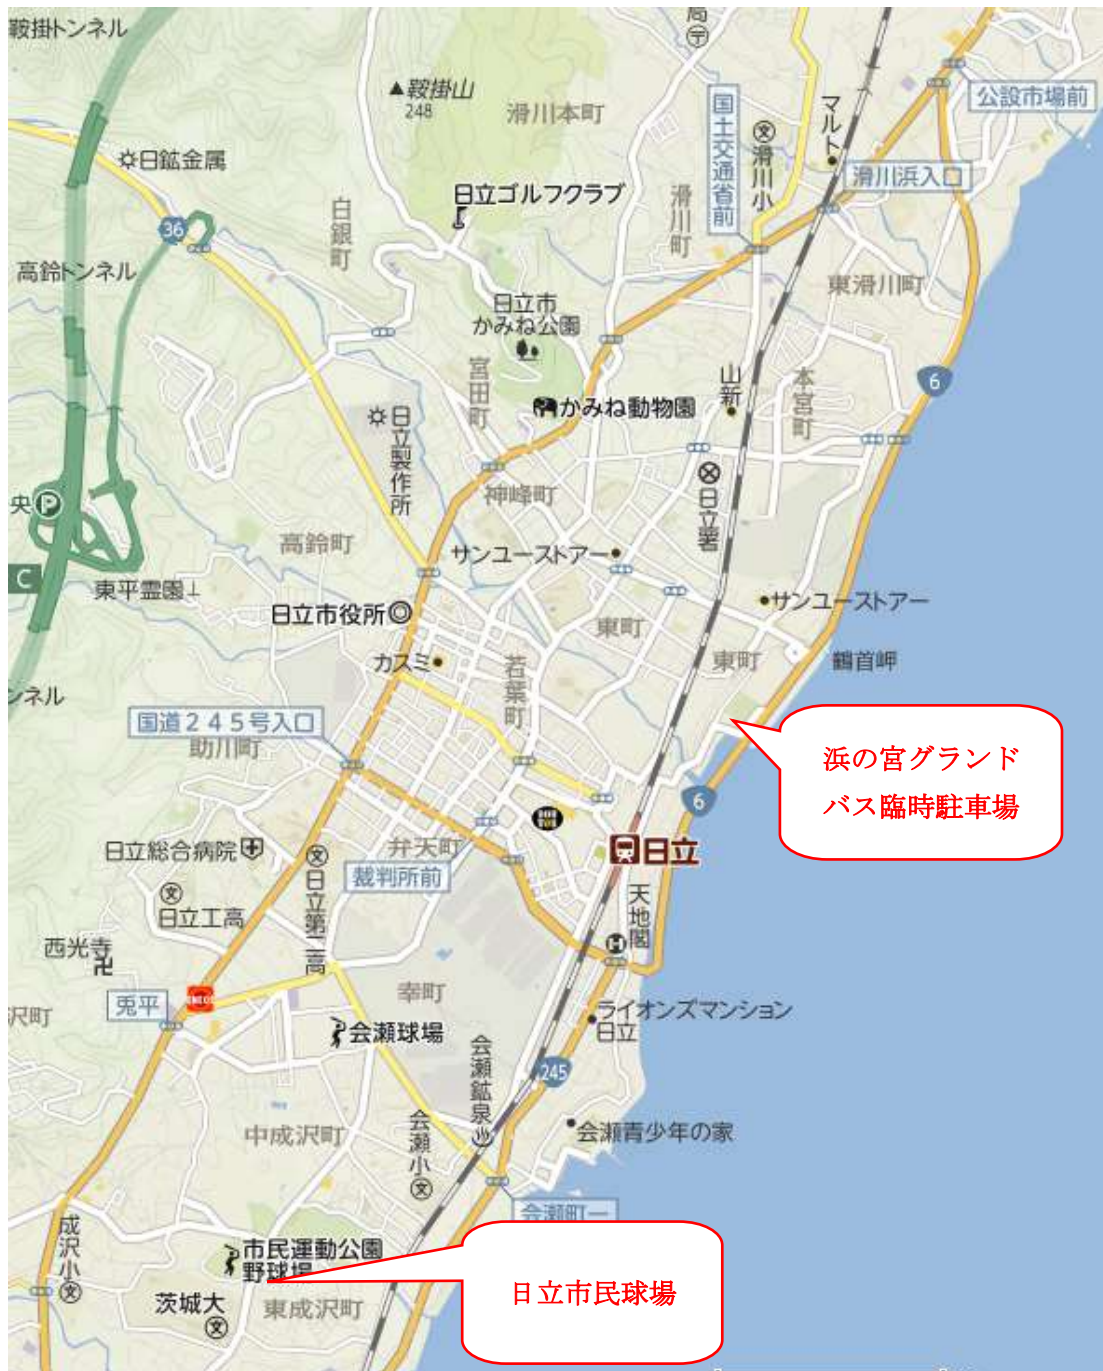 鞍掛トンネル
局〒
▲鞍掛山
248
滑川本町
国土交通省前
滑川小
マルト
公設市場前
日鉱金属
滑川浜入口
日立ゴルフクラブ
白銀町
滑川町
36
高鈴トンネル
東滑川町
日立市
かみね公園
宮田町
山新
本宮町
6
かみね動物園
日立製作所
神峰町
日立署
央P
高鈴町
サンユーストアー
C
東平霊園
サンユーストアー
日立市役所
東町
カスミ
若葉町
東町
鶴首岬
ンネル
国道245号入口
助川町
浜の宮グランド
バス臨時駐車場
6
日立総合病院
弁天町
日立
裁判所前
日立第二高
日立工高
天地閣
H
西光寺
幸町
兎平
ENEOS
沢町
ライオンズマンション
日立
会瀬球場
会瀬鉱泉
245
中成沢町
会瀬小
会瀬青少年の家
会瀬町一
成沢小
市民運動公園
野球場
日立市民球場
茨城大
東成沢町